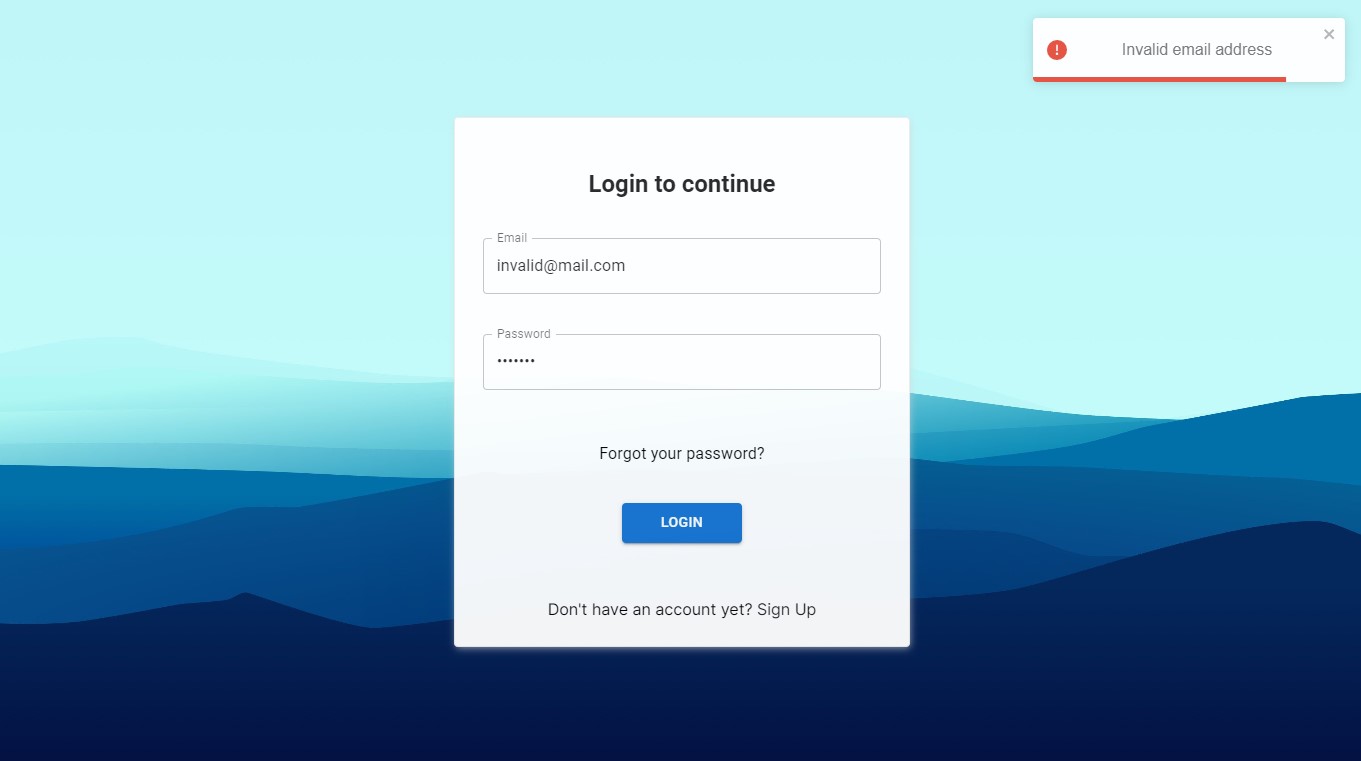 Invalid email address
Login to continue
Email
invalid@mail.com
Password
•••••••
Forgot your password?
LOGIN
Don't have an account yet? Sign Up